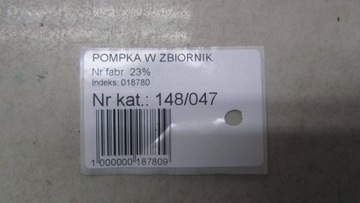 POMPKA W ZBIORNIK
Nr fabr 23%
Indeks: 018780
Nr kat.: 148/047
1 000000 187809